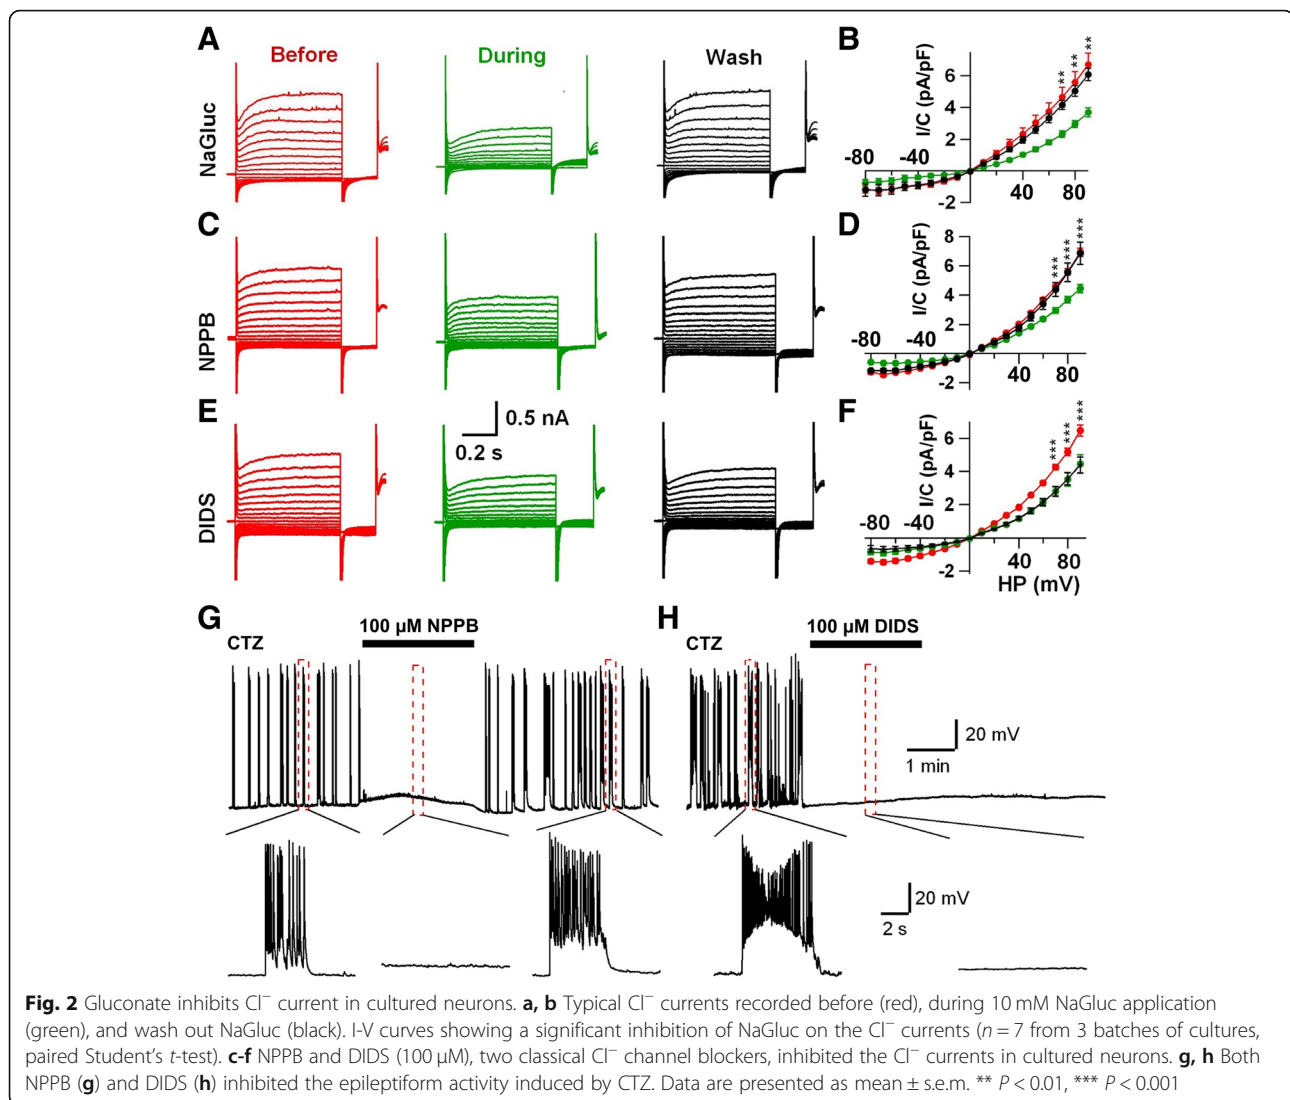 A
Before
During
Wash
NaGluc
B
I/C (pA/pF)
6
4
2
-2
-80
-40
40
80
**
**
**
C
NPPB
D
I/C (pA/pF)
8
6
4
2
-2
-80
-40
40
80
***
***
***
E
DIDS
0.5 nA
0.2 s
F
I/C (pA/pF)
6
4
2
-2
-80
-40
40
80
HP (mV)
***
***
***
G
CTZ
100 µM NPPB
H
CTZ
100 µM DIDS
20 mV
1 min
20 mV
2 s
Fig. 2 Gluconate inhibits Cl⁻ current in cultured neurons. a, b Typical Cl⁻ currents recorded before (red), during 10 mM NaGluc application
(green), and wash out NaGluc (black). I-V curves showing a significant inhibition of NaGluc on the Cl⁻ currents (n = 7 from 3 batches of cultures,
paired Student's t-test). c-f NPPB and DIDS (100 µM), two classical Cl⁻ channel blockers, inhibited the Cl⁻ currents in cultured neurons. g, h Both
NPPB (g) and DIDS (h) inhibited the epileptiform activity induced by CTZ. Data are presented as mean ± s.e.m. ** P < 0.01, *** P < 0.001